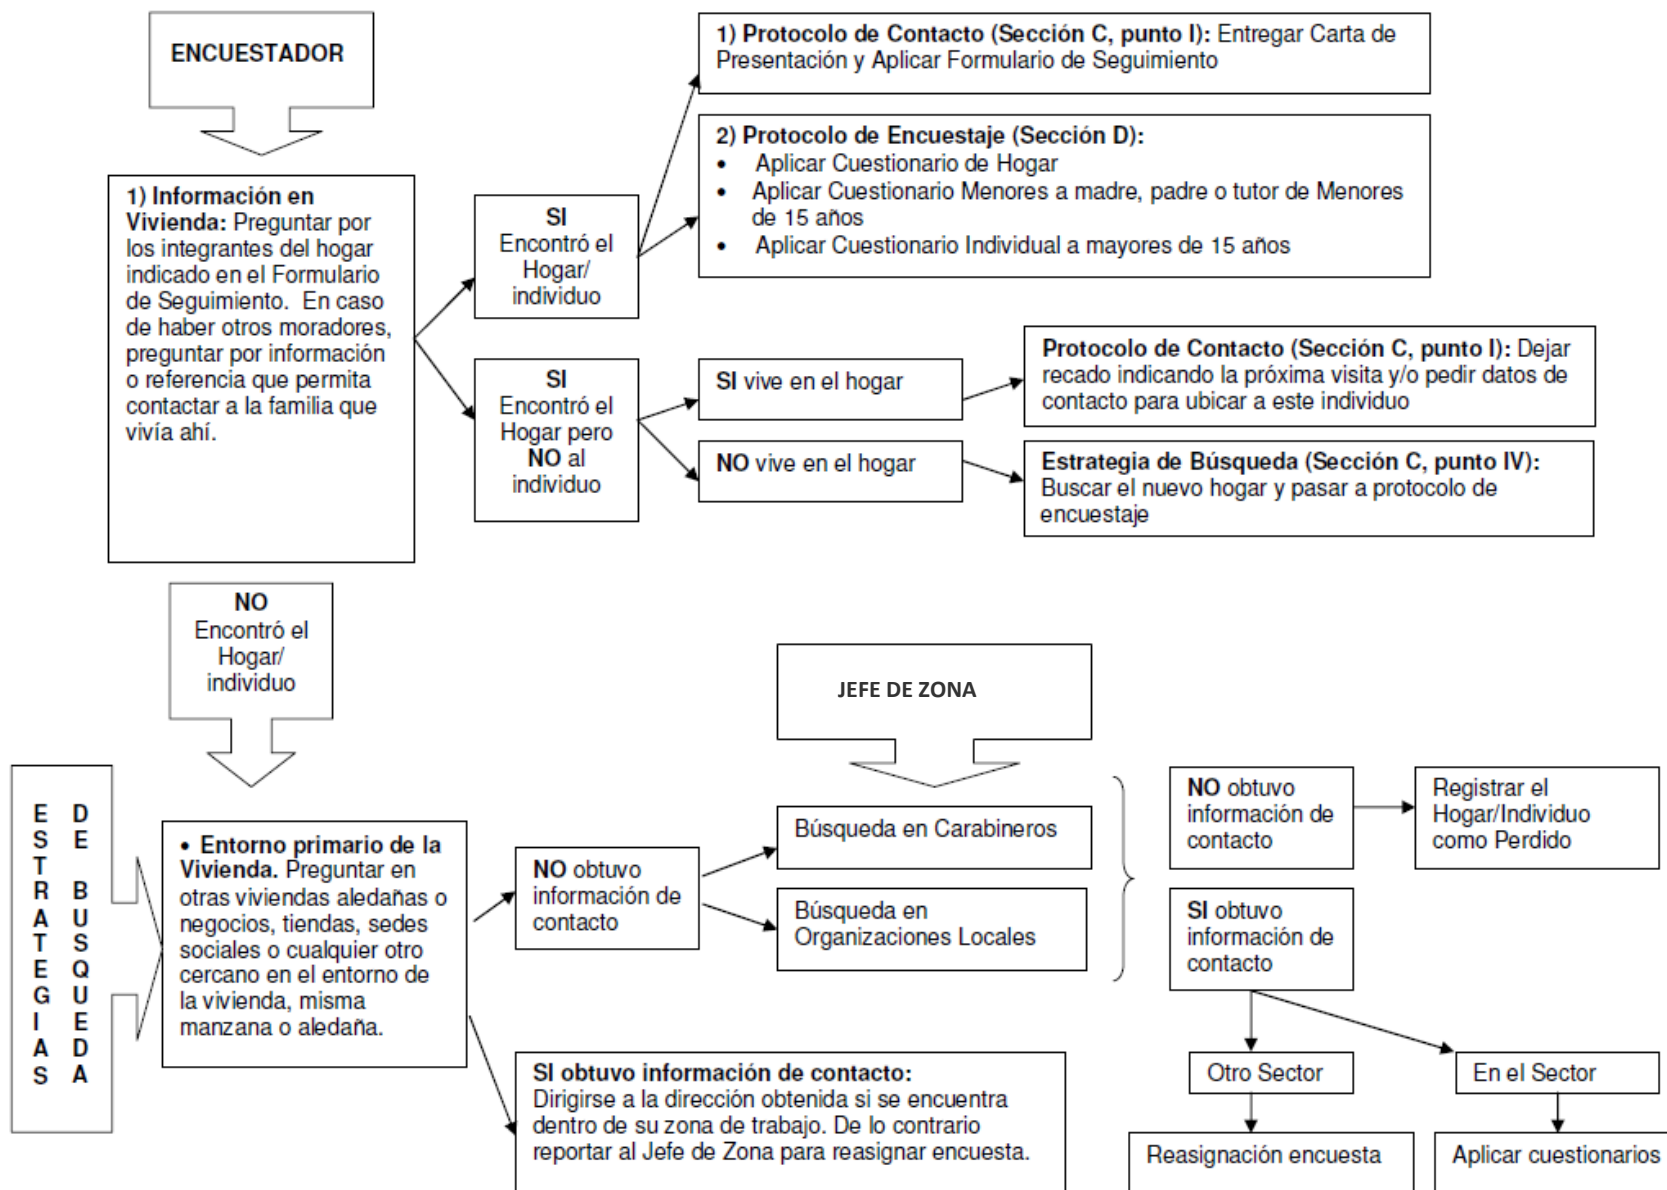 ENCUESTADOR
1) Protocolo de Contacto (Sección C, punto I): Entregar Carta de
Presentación y Aplicar Formulario de Seguimiento
2) Protocolo de Encuestaje (Sección D):
• Aplicar Cuestionario de Hogar
• Aplicar Cuestionario Menores a madre, padre o tutor de Menores
de 15 años
• Aplicar Cuestionario Individual a mayores de 15 años
1) Información en
Vivienda: Preguntar por
los integrantes del hogar
indicado en el Formulario
de Seguimiento. En caso
de haber otros moradores,
preguntar por información
o referencia que permita
contactar a la familia que
vivía ahí.
SI
Encontró el
Hogar/
individuo
SI
Encontró el
Hogar pero
NO al
individuo
SI vive en el hogar
NO vive en el hogar
Protocolo de Contacto (Sección C, punto I): Dejar
recado indicando la próxima visita y/o pedir datos de
contacto para ubicar a este individuo
Estrategia de Búsqueda (Sección C, punto IV):
Buscar el nuevo hogar y pasar a protocolo de
encuestaje
NO
Encontró el
Hogar/
individuo
JEFE DE ZONA
ESTRATEGIAS
DE BUSQUEDA
• Entorno primario de la
Vivienda. Preguntar en
otras viviendas aledañas o
negocios, tiendas, sedes
sociales o cualquier otro
cercano en el entorno de
la vivienda, misma
manzana o aledaña.
NO obtuvo
información de
contacto
Búsqueda en Carabineros
Búsqueda en
Organizaciones Locales
NO obtuvo
información de
contacto
Registrar el
Hogar/Individuo
como Perdido
SI obtuvo
información de
contacto
SI obtuvo información de contacto:
Dirigirse a la dirección obtenida si se encuentra
dentro de su zona de trabajo. De lo contrario
reportar al Jefe de Zona para reasignar encuesta.
Otro Sector
En el Sector
Reasignación encuesta
Aplicar cuestionarios